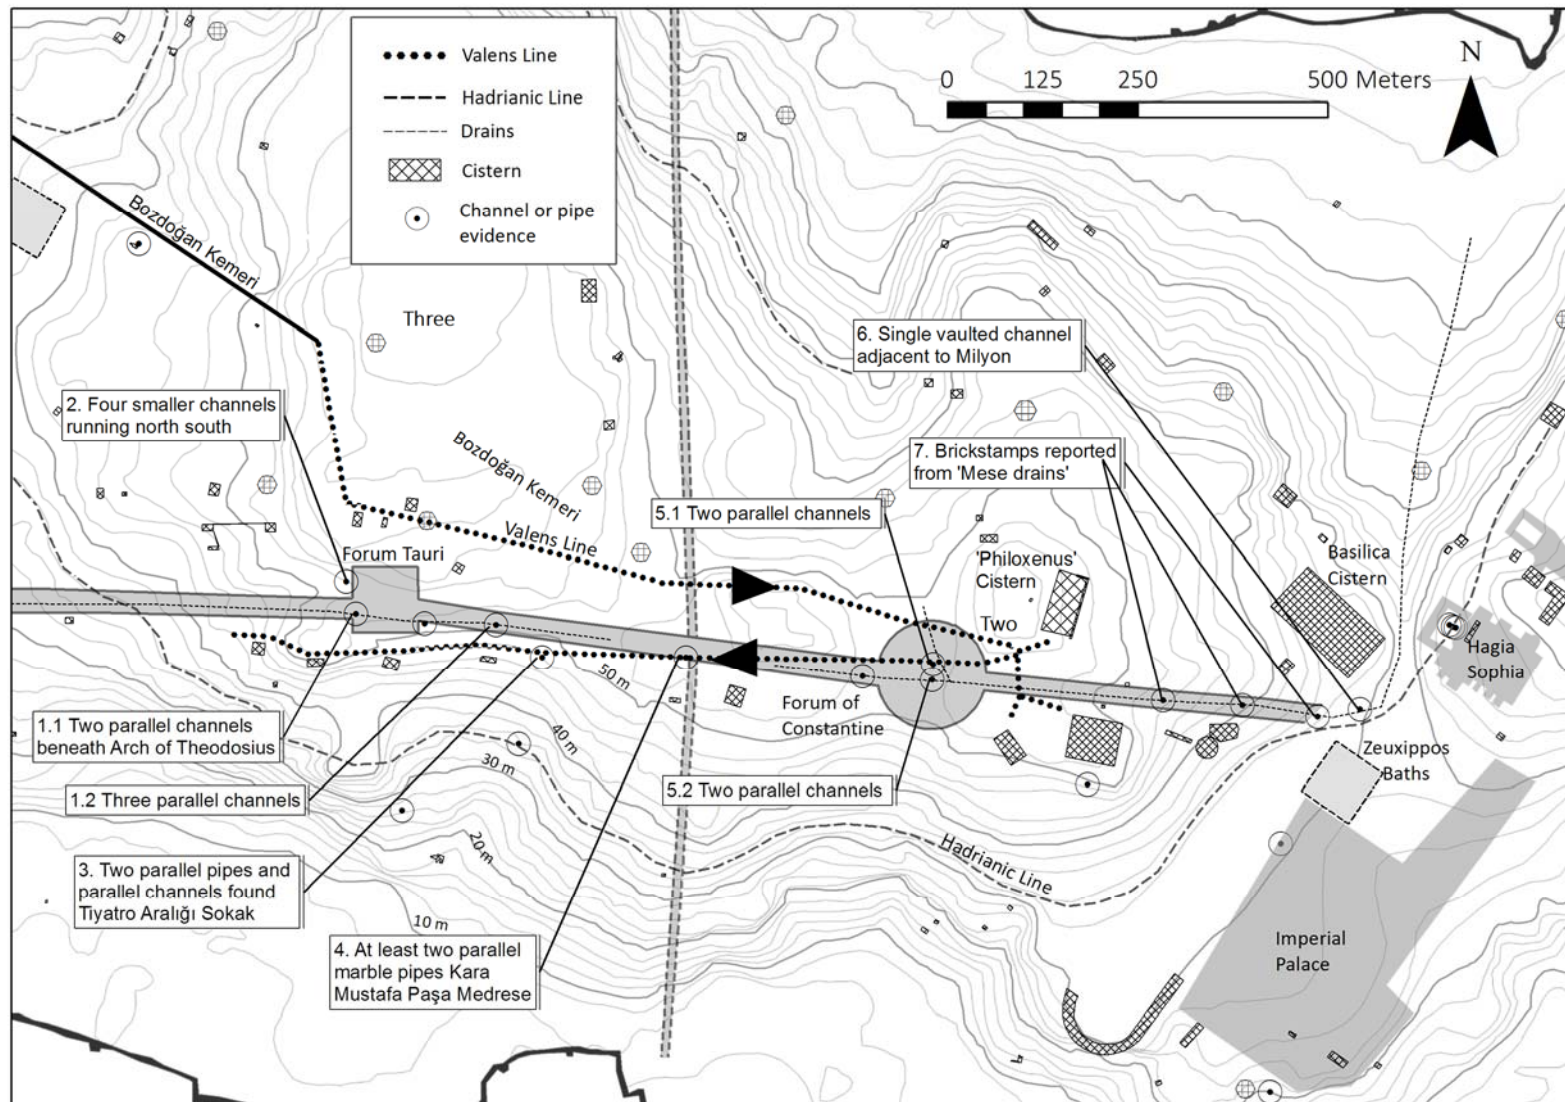 Valens Line
Hadrianic Line
Drains
Cistern
Channel or pipe
evidence
0 125 250 500 Meters
N
Bozdoğan Kemeri
Three
6. Single vaulted channel
adjacent to Milyon
2. Four smaller channels
running north south
Bozdoğan Kemeri
7. Brickstamps reported
from 'Mese drains'
5.1 Two parallel channels
Valens Line
Forum Tauri
'Philoxenus'
Cistern
Basilica
Cistern
Two
Hagia
Sophia
50 m
Forum of
Constantine
1.1 Two parallel channels
beneath Arch of Theodosius
40 m
30 m
Zeuxippos
Baths
1.2 Three parallel channels
5.2 Two parallel channels
20 m
Hadrianic Line
3. Two parallel pipes and
parallel channels found
Tiyatro Aralığı Sokak
10 m
4. At least two parallel
marble pipes Kara
Mustafa Paşa Medrese
Imperial
Palace